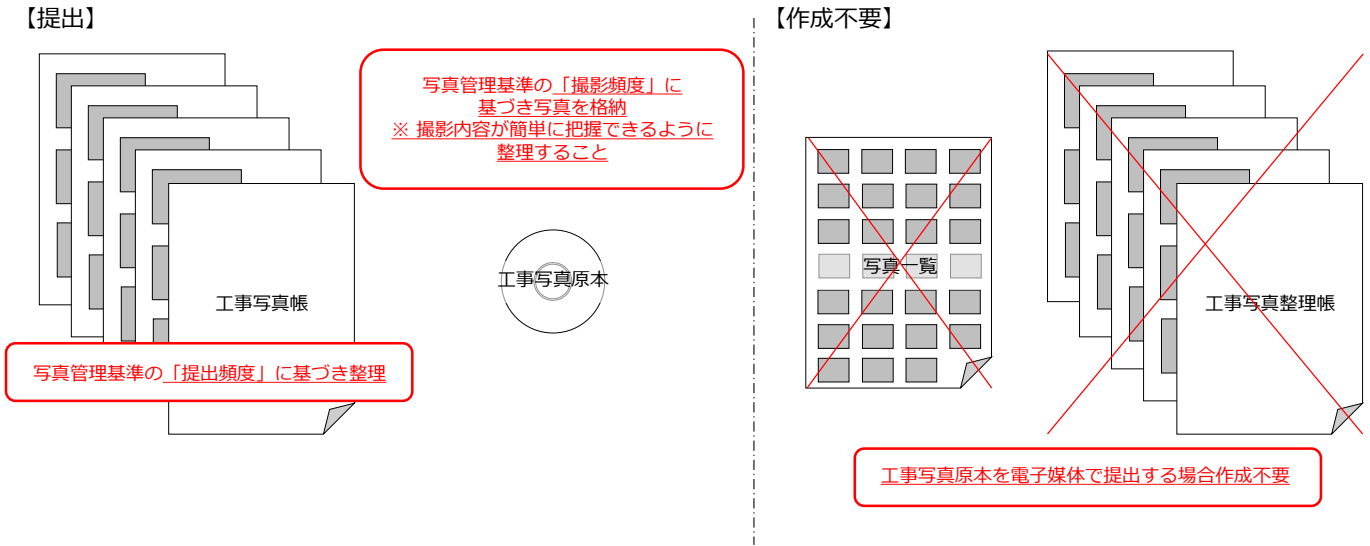 【提出】
写真管理基準の「撮影頻度」に
基づき写真を格納
※ 撮影内容が簡単に把握できるように
整理すること
工事写真原本
工事写真帳
写真管理基準の「提出頻度」に基づき整理
【作成不要】
写真一覧
工事写真整理帳
工事写真原本を電子媒体で提出する場合作成不要